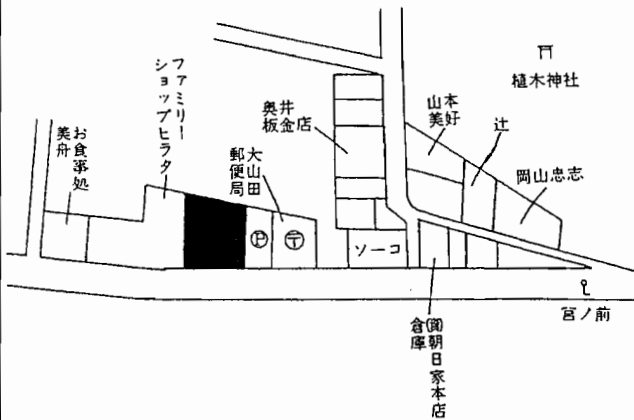 植木神社
山本
美好
辻
岡山忠志
奥井
板金店
ファミリー
ショップヒラタ
お食事処
美舟
大山田
郵便局
Ⓟ
〶
ソーコ
宮ノ前
㈾朝日家本店
倉庫